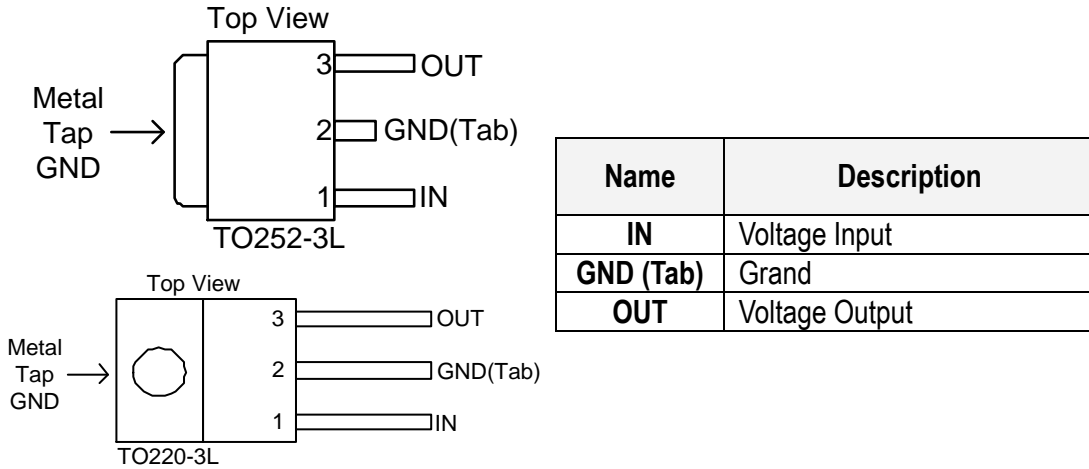 Top View
3 OUT
Metal
Tap
GND
2 GND(Tab)
1 IN
TO252-3L
Top View
3 OUT
Metal
Tap
GND
2 GND(Tab)
1 IN
TO220-3L
Name Description
IN Voltage Input
GND (Tab) Grand
OUT Voltage Output